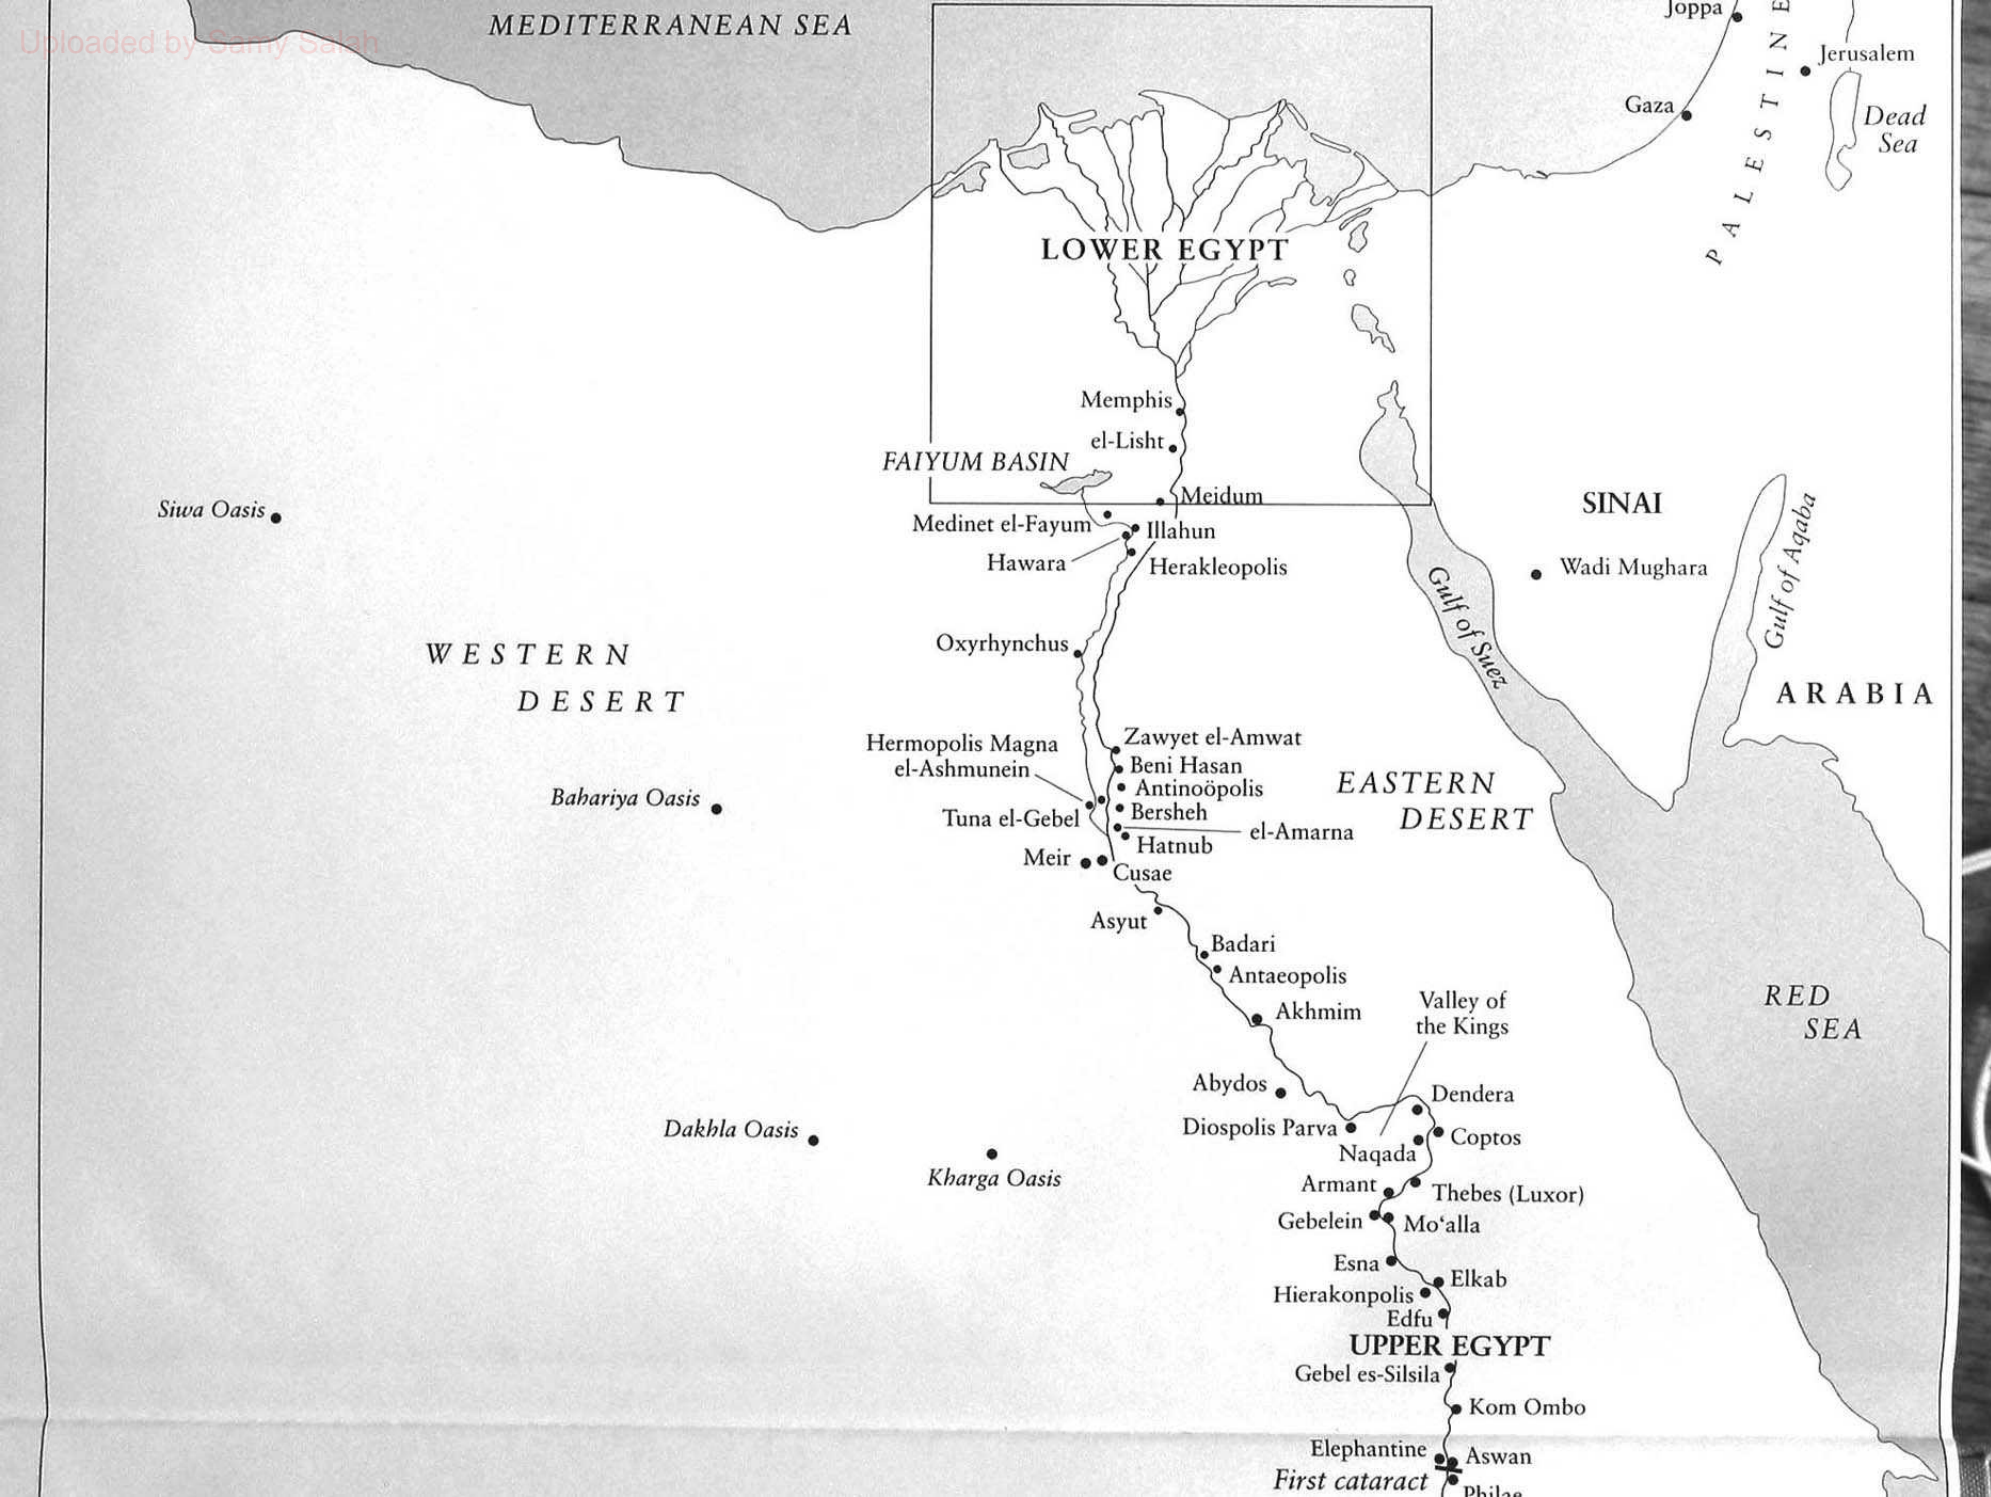 MEDITERRANEAN SEA
Uploaded by Samy Salah
Joppa
PALESTINE
Jerusalem
Gaza
Dead
Sea
LOWER EGYPT
Memphis
el-Lisht
FAIYUM BASIN
Meidum
SINAI
Siwa Oasis
Medinet el-Fayum
Illahun
Hawara
Herakleopolis
Wadi Mughara
Gulf of Suez
Gulf of Aqaba
Oxyrhynchus
WESTERN
DESERT
ARABIA
Hermopolis Magna
el-Ashmunein
Zawyet el-Amwat
Beni Hasan
Antinoöpolis
Bersheh
EASTERN
DESERT
Bahariya Oasis
Tuna el-Gebel
el-Amarna
Hatnub
Meir
Cusae
Asyut
Badari
Antaeopolis
Akhmim
Valley of
the Kings
RED
SEA
Abydos
Dendera
Diospolis Parva
Coptos
Naqada
Dakhla Oasis
Kharga Oasis
Armant
Thebes (Luxor)
Gebelein
Mo‘alla
Esna
Elkab
Hierakonpolis
Edfu
UPPER EGYPT
Gebel es-Silsila
Kom Ombo
Elephantine
Aswan
First cataract
Philae